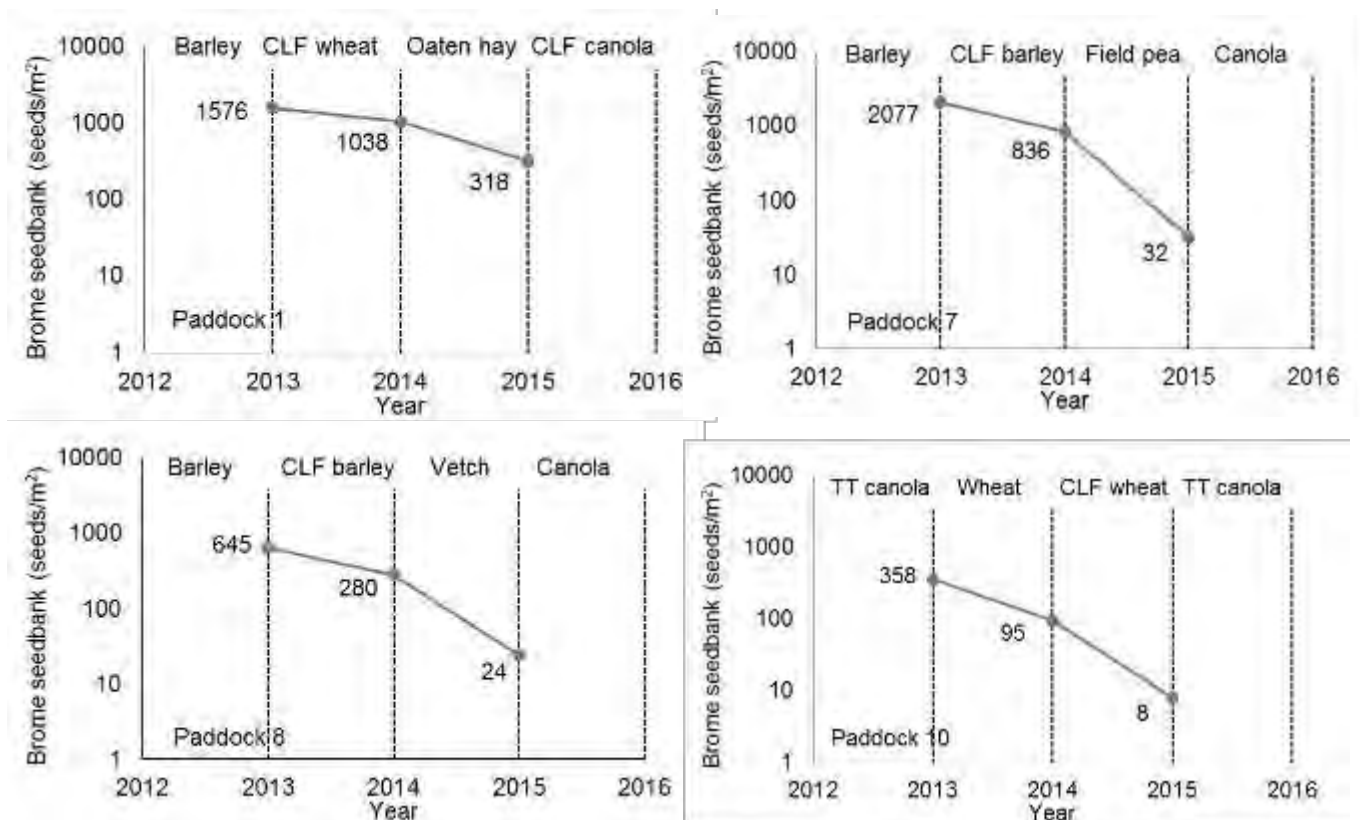 Brome seedbank (seeds/m²)
10000
1000
100
10
1
Barley CLF wheat Oaten hay CLF canola
1576
1038
318
Paddock 1
2012 2013 2014 2015 2016
Year
Brome seedbank (seeds/m²)
10000
1000
100
10
1
Barley CLF barley Field pea Canola
2077
836
32
Paddock 7
2012 2013 2014 2015 2016
Year
Brome seedbank (seeds/m²)
10000
1000
100
10
1
Barley CLF barley Vetch Canola
645
280
24
Paddock 8
2012 2013 2014 2015 2016
Year
Brome seedbank (seeds/m²)
10000
1000
100
10
1
TT canola Wheat CLF wheat TT canola
358
95
8
Paddock 10
2012 2013 2014 2015 2016
Year